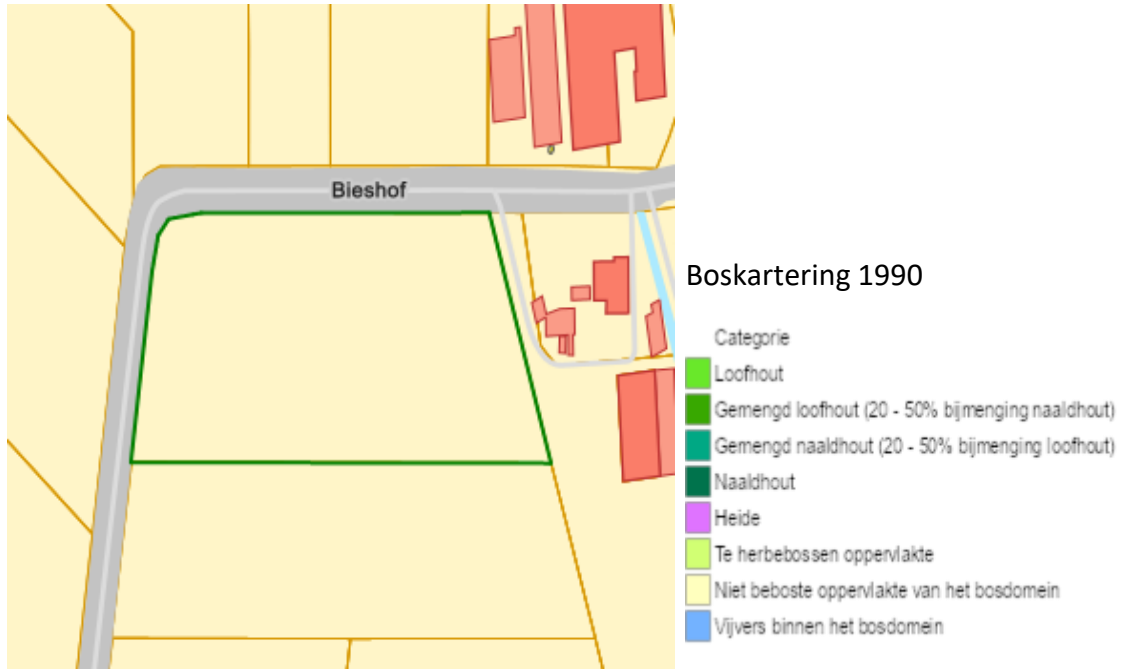 Bieshof
Boskartering 1990
Categorie
Loofhout
Gemengd loofhout (20 - 50% bijmenging naaldhout)
Gemengd naaldhout (20 - 50% bijmenging loofhout)
Naaldhout
Heide
Te herbebossen oppervlakte
Niet beboste oppervlakte van het bosdomein
Vijvers binnen het bosdomein